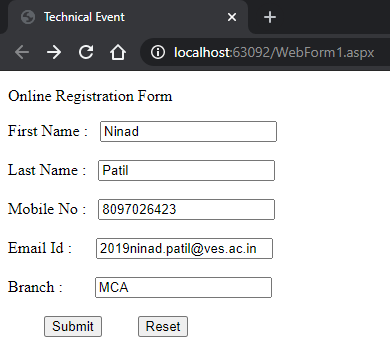 Technical Event
localhost:63092/WebForm1.aspx
Online Registration Form
First Name : Ninad
Last Name : Patil
Mobile No : 8097026423
Email Id : 2019ninad.patil@ves.ac.in
Branch : MCA
Submit Reset